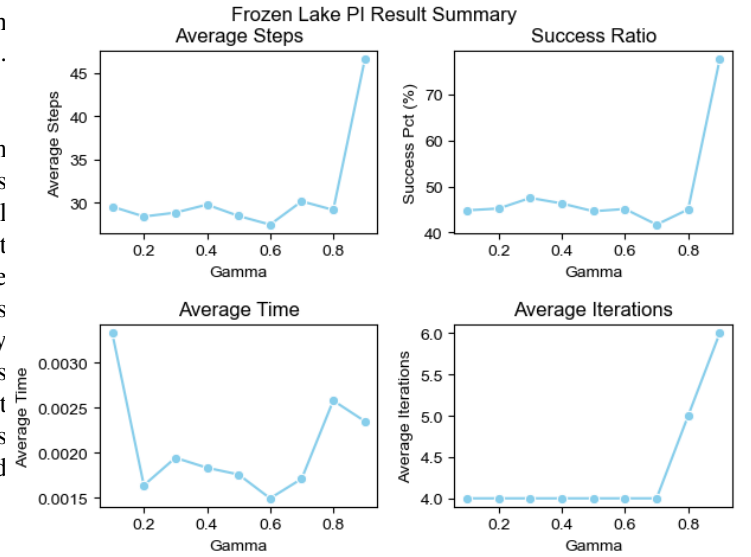 Frozen Lake PI Result Summary
Average Steps
Average Steps
45
40
35
30
0.2 0.4 0.6 0.8
Gamma
Success Ratio
Success Pct (%)
70
60
50
40
0.2 0.4 0.6 0.8
Gamma
Average Time
Average Time
0.0030
0.0025
0.0020
0.0015
0.2 0.4 0.6 0.8
Gamma
Average Iterations
Average Iterations
6.0
5.5
5.0
4.5
4.0
0.2 0.4 0.6 0.8
Gamma